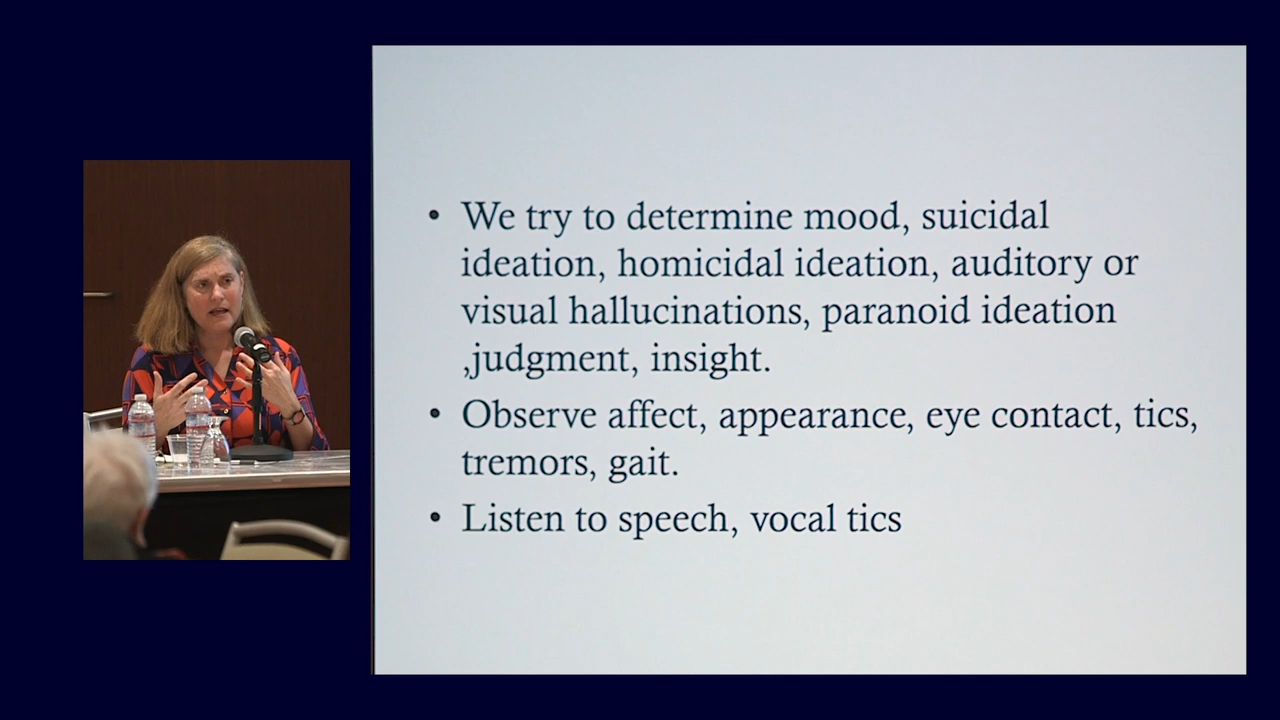 • We try to determine mood, suicidal
ideation, homicidal ideation, auditory or
visual hallucinations, paranoid ideation
,judgment, insight.
• Observe affect, appearance, eye contact, tics,
tremors, gait.
• Listen to speech, vocal tics